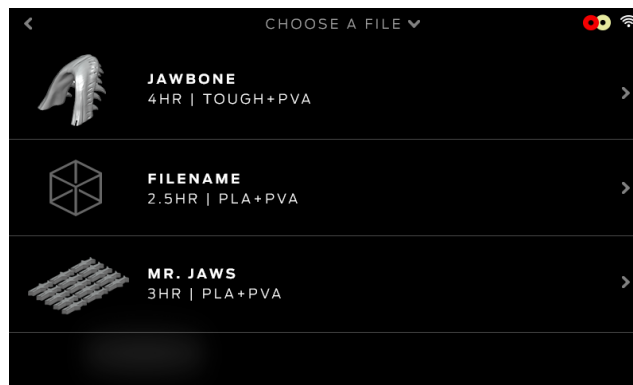 CHOOSE A FILE
JAWBONE
4HR | TOUGH+PVA
FILENAME
2.5HR | PLA+PVA
MR. JAWS
3HR | PLA+PVA